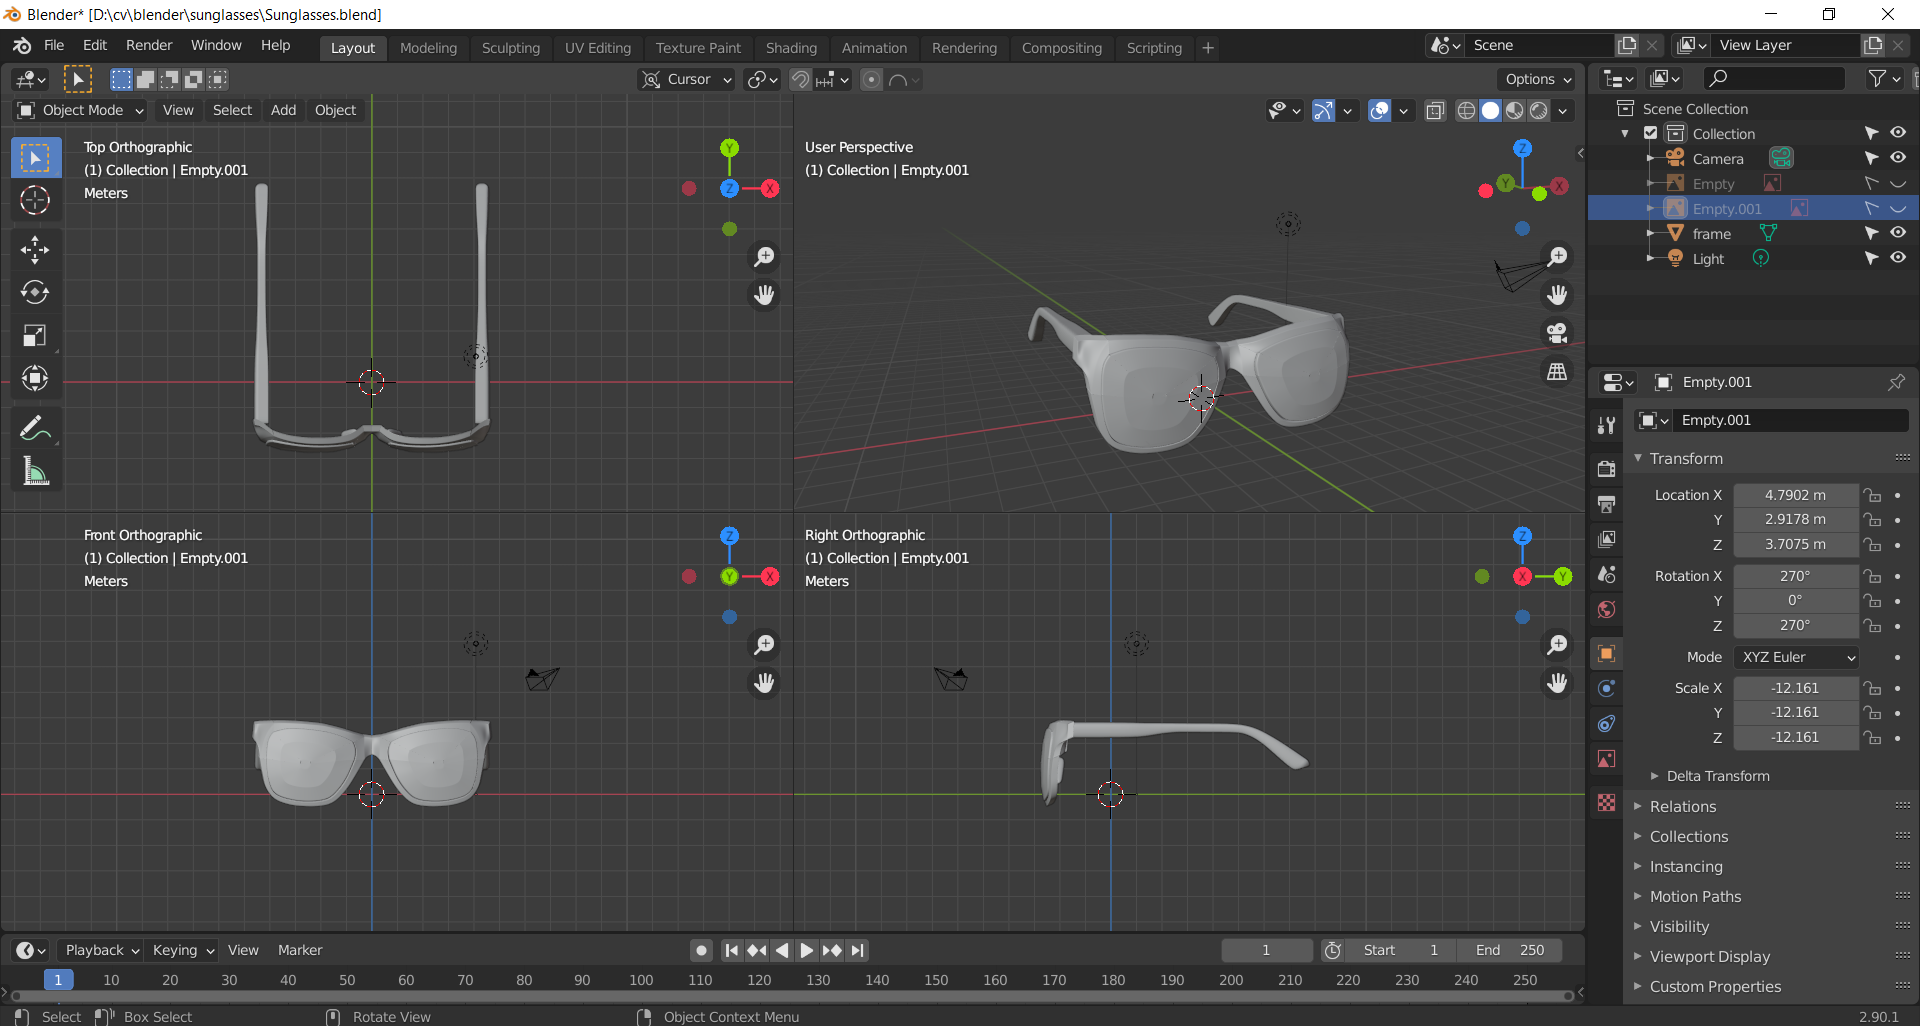 Blender* [D:\cv\blender\sunglasses\Sunglasses.blend]
File Edit Render Window Help
Layout Modeling Sculpting UV Editing Texture Paint Shading Animation Rendering Compositing Scripting +
Scene
View Layer
Cursor
Options
Object Mode View Select Add Object
Top Orthographic
(1) Collection | Empty.001
Meters
Y
Z
X
User Perspective
(1) Collection | Empty.001
Z
Y
X
Front Orthographic
(1) Collection | Empty.001
Meters
Z
Y
X
Right Orthographic
(1) Collection | Empty.001
Meters
Z
X
Y
Scene Collection
Collection
Camera
Empty
Empty.001
frame
Light
Empty.001
Empty.001
Transform
Location X 4.7902 m
Y 2.9178 m
Z 3.7075 m
Rotation X 270°
Y 0°
Z 270°
Mode XYZ Euler
Scale X -12.161
Y -12.161
Z -12.161
Delta Transform
Relations
Collections
Instancing
Motion Paths
Visibility
Viewport Display
Custom Properties
Playback Keying View Marker
1 Start 1 End 250
1 10 20 30 40 50 60 70 80 90 100 110 120 130 140 150 160 170 180 190 200 210 220 230 240 250
Select Box Select Rotate View Object Context Menu 2.90.1